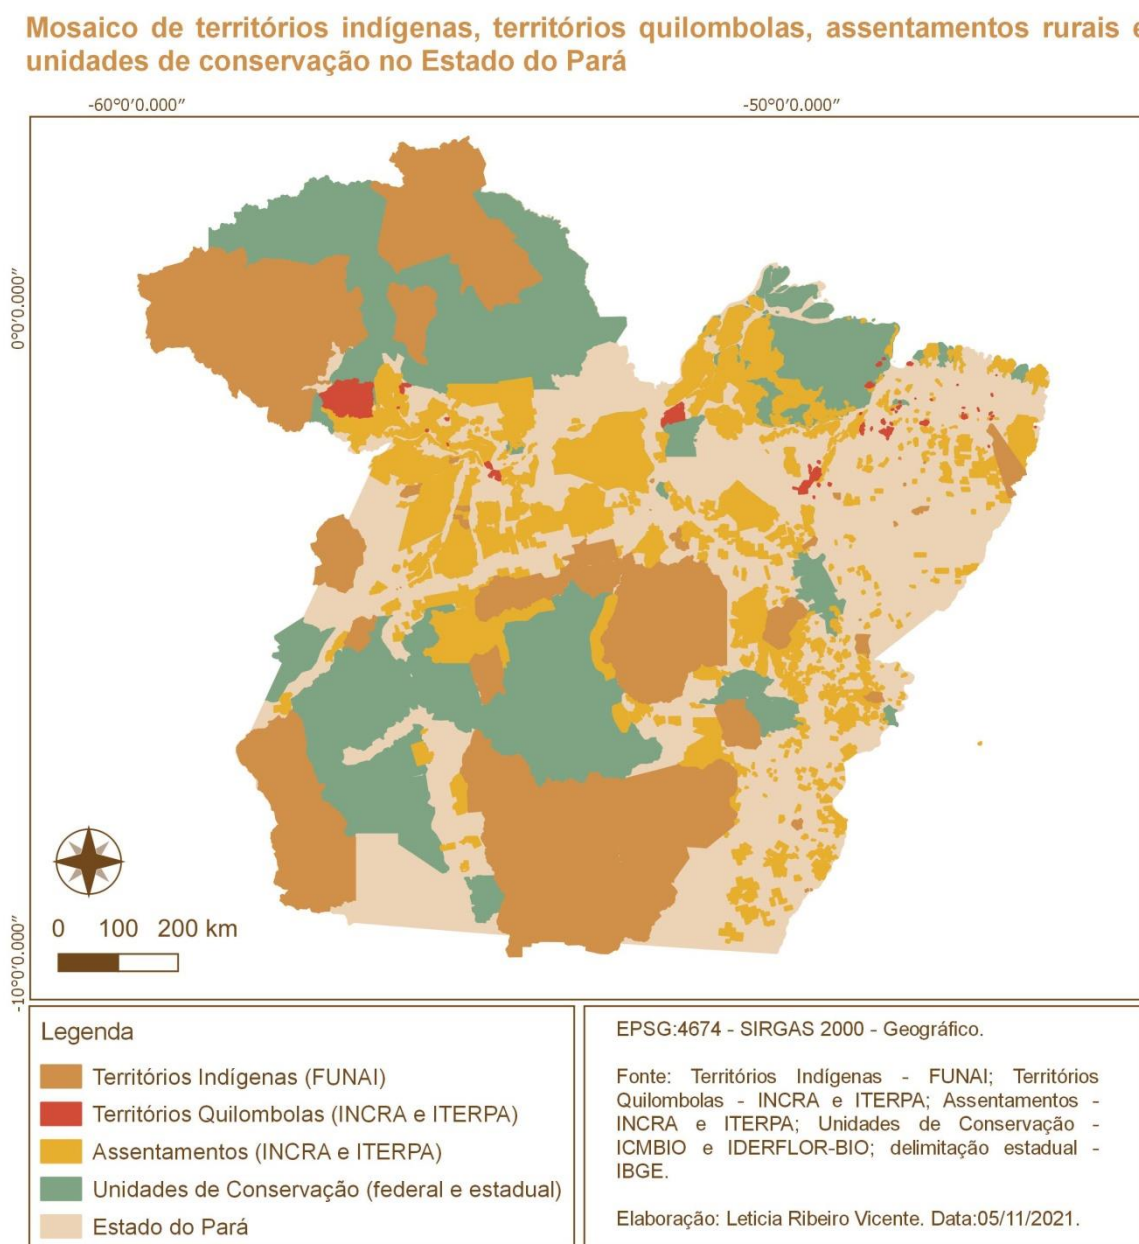 Mosaico de territórios indígenas, territórios quilombolas, assentamentos rurais e
unidades de conservação no Estado do Pará
-60°0′0.000″
-50°0′0.000″
0°0′0.000″
-10°0′0.000″
0 100 200 km
Legenda
Territórios Indígenas (FUNAI)
Territórios Quilombolas (INCRA e ITERPA)
Assentamentos (INCRA e ITERPA)
Unidades de Conservação (federal e estadual)
Estado do Pará
EPSG:4674 - SIRGAS 2000 - Geográfico.
Fonte: Territórios Indígenas - FUNAI; Territórios
Quilombolas - INCRA e ITERPA; Assentamentos -
INCRA e ITERPA; Unidades de Conservação -
ICMBIO e IDERFLOR-BIO; delimitação estadual -
IBGE.
Elaboração: Leticia Ribeiro Vicente. Data:05/11/2021.